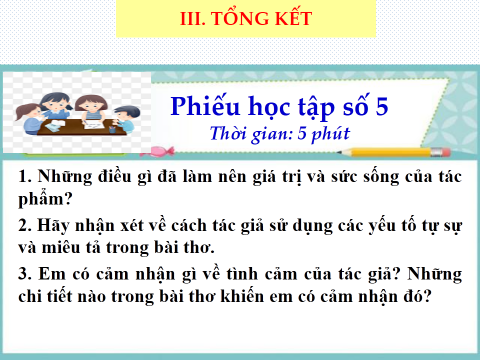 III. TỔNG KẾT
Phiếu học tập số 5
Thời gian: 5 phút
1. Những điều gì đã làm nên giá trị và sức sống của tác
phẩm?
2. Hãy nhận xét về cách tác giả sử dụng các yếu tố tự sự
và miêu tả trong bài thơ.
3. Em có cảm nhận gì về tình cảm của tác giả? Những
chi tiết nào trong bài thơ khiến em có cảm nhận đó?